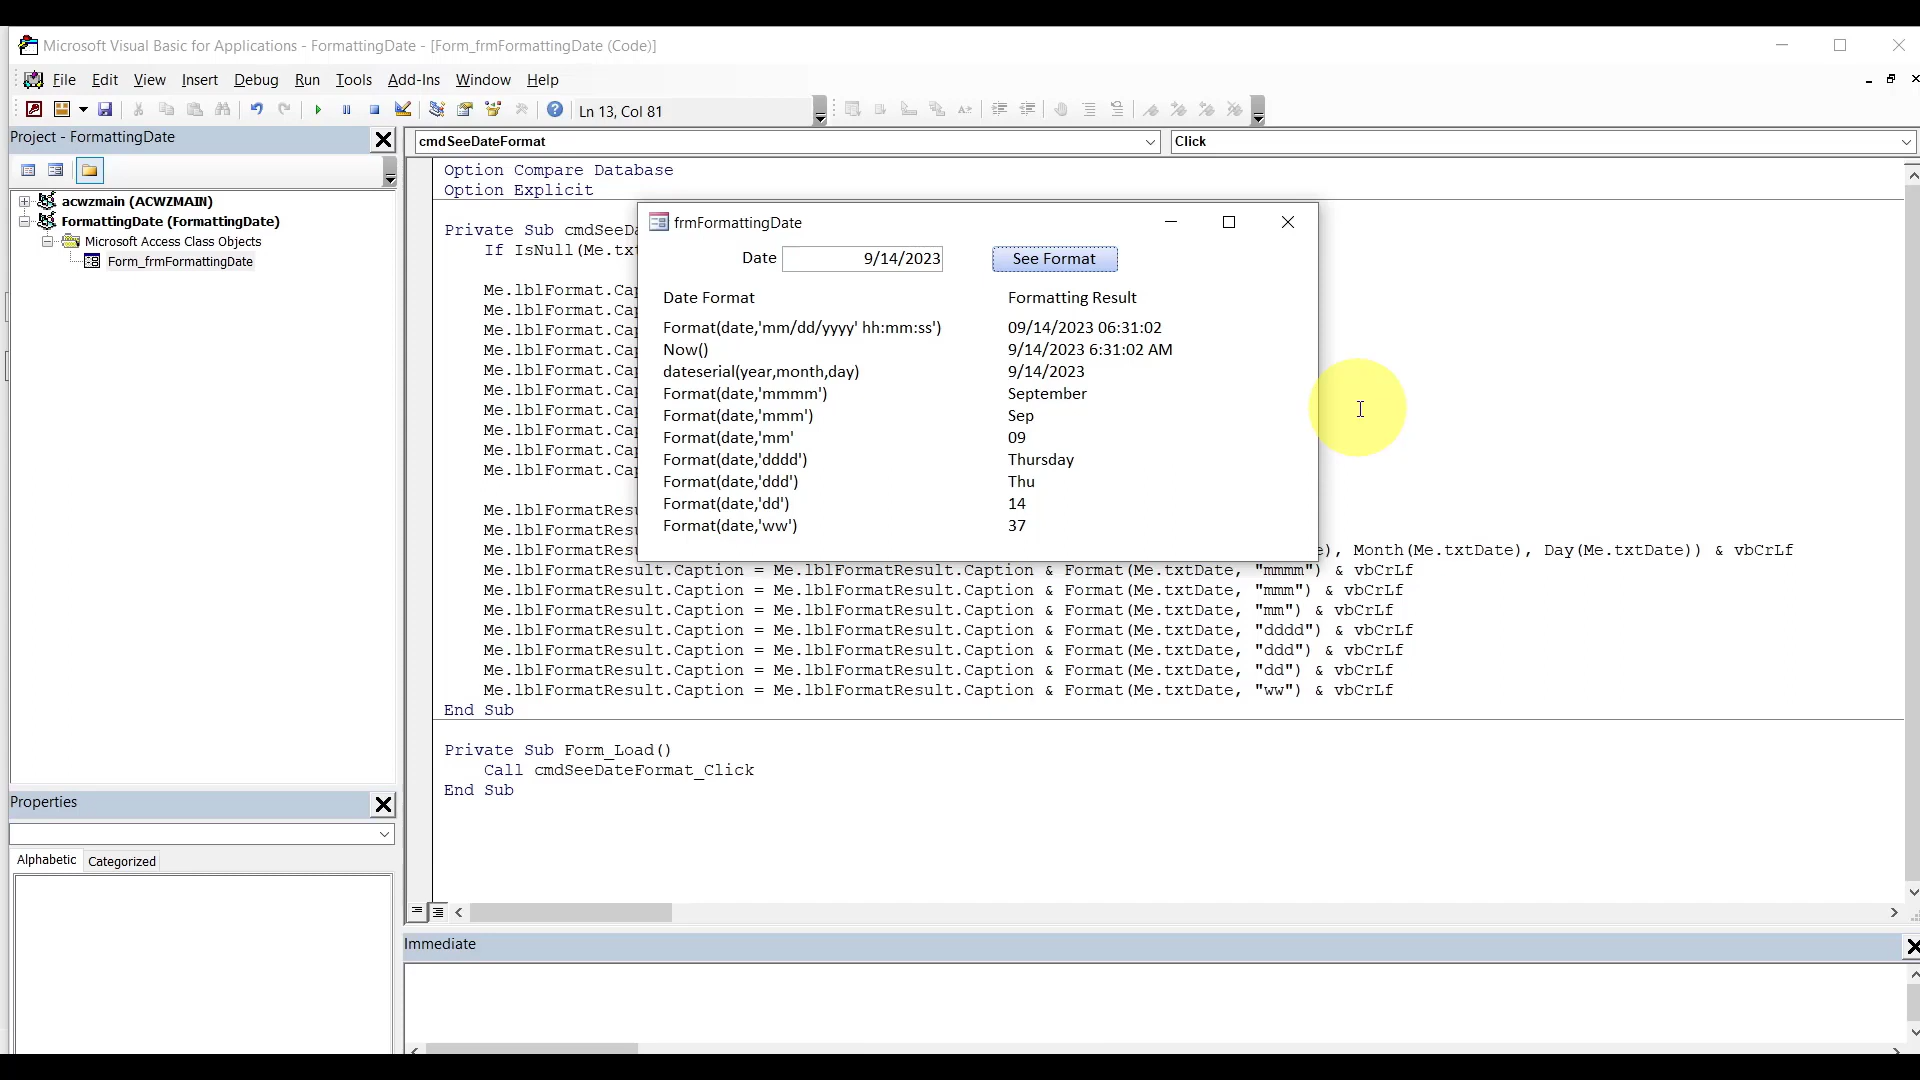 Microsoft Visual Basic for Applications - FormattingDate - [Form_frmFormattingDate (Code)]
File Edit View Insert Debug Run Tools Add-Ins Window Help
Ln 13, Col 81
Project - FormattingDate
acwzmain (ACWZMAIN)
FormattingDate (FormattingDate)
Microsoft Access Class Objects
Form_frmFormattingDate
Properties
Alphabetic Categorized
cmdSeeDateFormat Click
Option Compare Database
Option Explicit
Private Sub cmdSeeDa
If IsNull(Me.txt
Me.lblFormat.Cap
Me.lblFormat.Cap
Me.lblFormat.Cap
Me.lblFormat.Cap
Me.lblFormat.Cap
Me.lblFormat.Cap
Me.lblFormat.Cap
Me.lblFormat.Cap
Me.lblFormat.Cap
Me.lblFormat.Cap
Me.lblFormatResu
Me.lblFormatResu
Me.lblFormatResu e), Month(Me.txtDate), Day(Me.txtDate)) & vbCrLf
Me.lblFormatResult.Caption = Me.lblFormatResult.Caption & Format(Me.txtDate, "mmmm") & vbCrLf
Me.lblFormatResult.Caption = Me.lblFormatResult.Caption & Format(Me.txtDate, "mmm") & vbCrLf
Me.lblFormatResult.Caption = Me.lblFormatResult.Caption & Format(Me.txtDate, "mm") & vbCrLf
Me.lblFormatResult.Caption = Me.lblFormatResult.Caption & Format(Me.txtDate, "dddd") & vbCrLf
Me.lblFormatResult.Caption = Me.lblFormatResult.Caption & Format(Me.txtDate, "ddd") & vbCrLf
Me.lblFormatResult.Caption = Me.lblFormatResult.Caption & Format(Me.txtDate, "dd") & vbCrLf
Me.lblFormatResult.Caption = Me.lblFormatResult.Caption & Format(Me.txtDate, "ww") & vbCrLf
End Sub
Private Sub Form_Load()
Call cmdSeeDateFormat_Click
End Sub
frmFormattingDate
Date 9/14/2023 See Format
Date Format Formatting Result
Format(date,'mm/dd/yyyy' hh:mm:ss') 09/14/2023 06:31:02
Now() 9/14/2023 6:31:02 AM
dateserial(year,month,day) 9/14/2023
Format(date,'mmmm') September
Format(date,'mmm') Sep
Format(date,'mm' 09
Format(date,'dddd') Thursday
Format(date,'ddd') Thu
Format(date,'dd') 14
Format(date,'ww') 37
Immediate